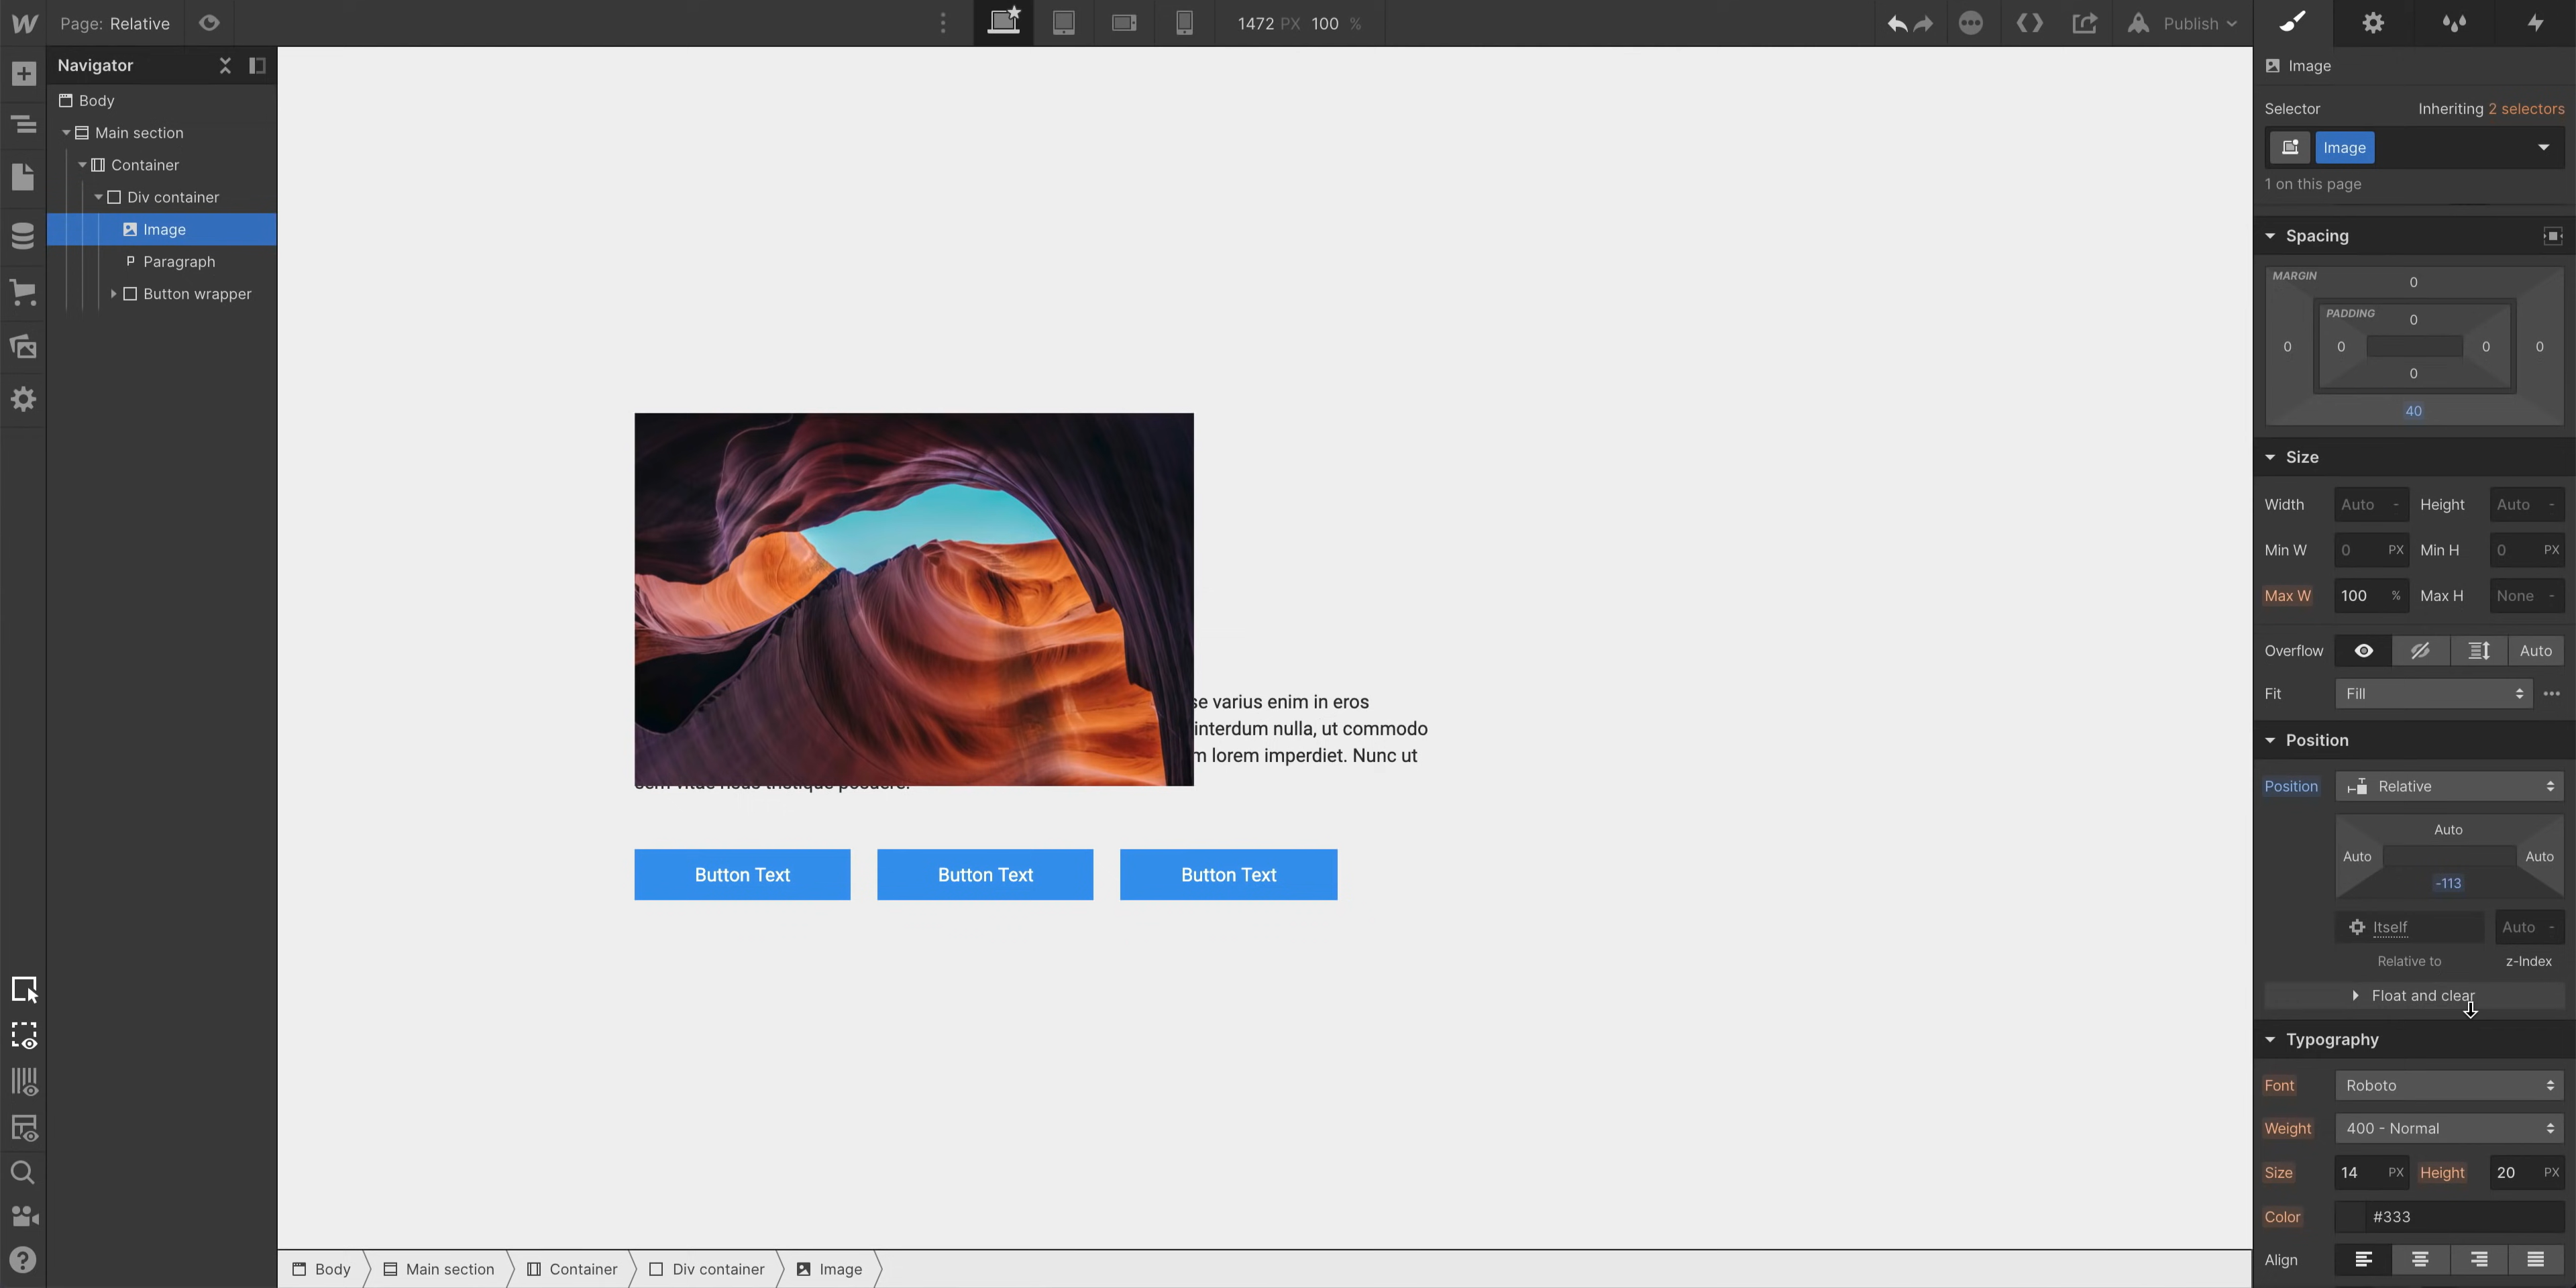 Page: Relative
1472 PX 100 %
Publish
Navigator
Body
Main section
Container
Div container
Image
Paragraph
Button wrapper
se varius enim in eros
interdum nulla, ut commodo
m lorem imperdiet. Nunc ut
Button Text
Button Text
Button Text
Body
Main section
Container
Div container
Image
Image
Selector
Inheriting 2 selectors
Image
1 on this page
Spacing
MARGIN
0
PADDING
0
0
0
0
0
0
40
Size
Width Auto - Height Auto -
Min W 0 PX Min H 0 PX
Max W 100 % Max H None -
Overflow Auto
Fit Fill
Position
Position Relative
Auto
Auto
Auto
-113
Itself Auto -
Relative to z-Index
Float and clear
Typography
Font Roboto
Weight 400 - Normal
Size 14 PX Height 20 PX
Color #333
Align